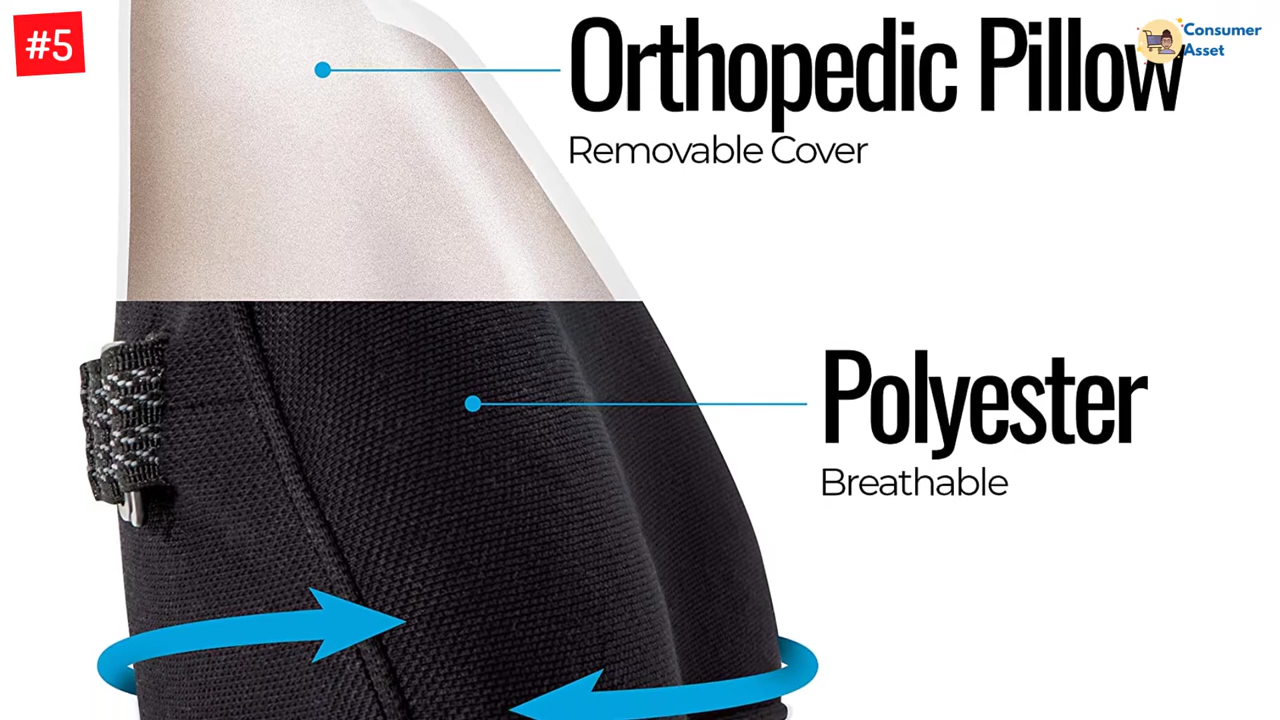 #5
Orthopedic Pillow
Consumer
Asset
Removable Cover
Polyester
Breathable